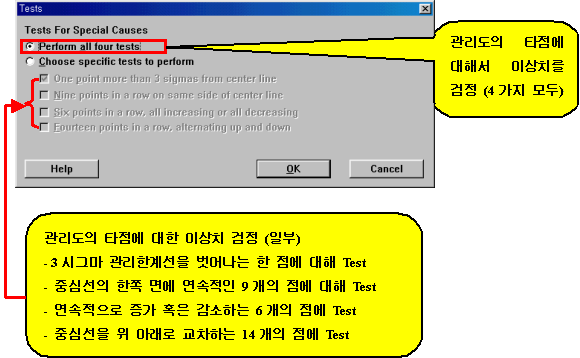 Tests
Tests For Special Causes
Perform all four tests
Choose specific tests to perform
One point more than 3 sigmas from center line
Nine points in a row on same side of center line
Six points in a row, all increasing or all decreasing
Fourteen points in a row, alternating up and down
Help
OK
Cancel
관리도의 타점에
대해서 이상치를
검정 (4 가지 모두)
관리도의 타점에 대한 이상치 검정 (일부)
- 3 시그마 관리한계선을 벗어나는 한 점에 대해 Test
- 중심선의 한쪽 면에 연속적인 9 개의 점에 대해 Test
- 연속적으로 증가 혹은 감소하는 6 개의 점에 Test
- 중심선을 위 아래로 교차하는 14 개의 점에 Test